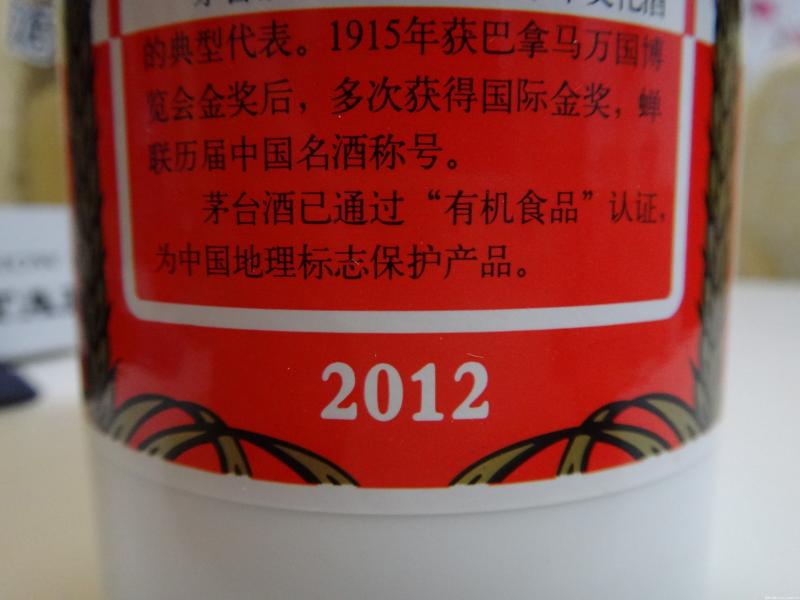 的典型代表。1915年获巴拿马万国博
览会金奖后，多次获得国际金奖，蝉
联历届中国名酒称号。
茅台酒已通过“有机食品”认证，
为中国地理标志保护产品。
2012